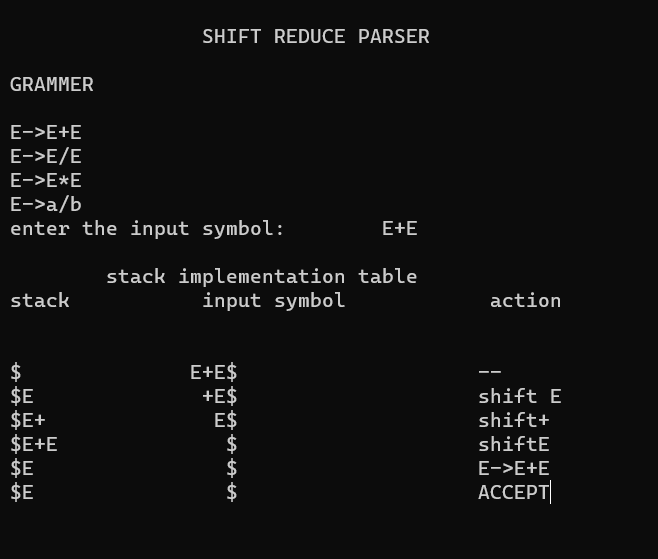 SHIFT REDUCE PARSER
GRAMMER
E->E+E
E->E/E
E->E*E
E->a/b
enter the input symbol: E+E
stack implementation table
stack input symbol action
$ E+E$ --
$E +E$ shift E
$E+ E$ shift+
$E+E $ shiftE
$E $ E->E+E
$E $ ACCEPT